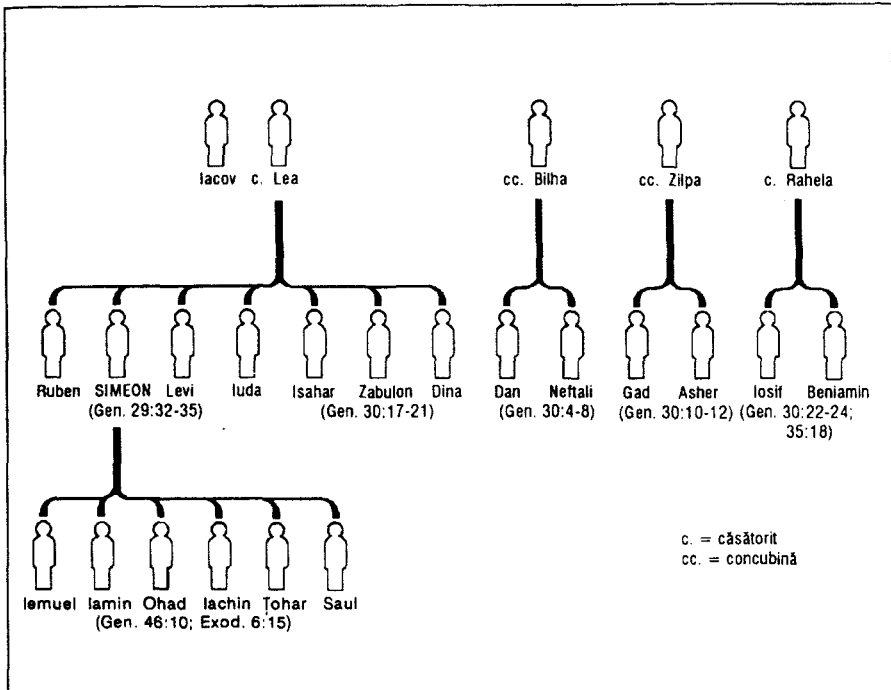 Iacov c. Lea cc. Bilha cc. Zilpa c. Rahela
Ruben SIMEON Levi Iuda Isahar Zabulon Dina Dan Neftali Gad Asher Iosif Beniamin
(Gen. 29:32-35) (Gen. 30:17-21) (Gen. 30:4-8) (Gen. 30:10-12) (Gen. 30:22-24;
35:18)
c. = căsătorit
cc. = concubină
Iemuel Iamin Ohad Iachin Țohar Saul
(Gen. 46:10; Exod. 6:15)